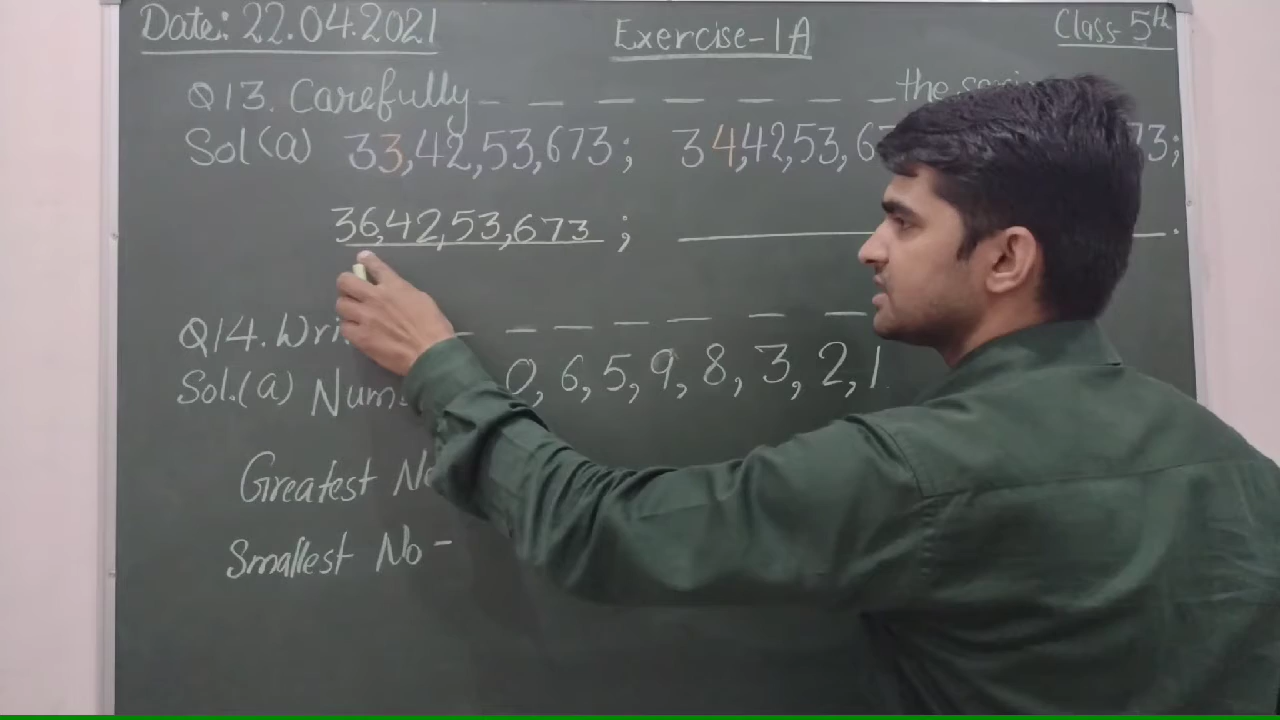 Date: 22.04.2021 Exercise-1A Class-5th
Q13. Carefully - - - - - - - the
Sol(a) 33,42,53,673; 34,42,53,6 73;
36,42,53,673 ; .
Q14. Wri - - - - - -
Sol.(a) Num 0, 6, 5, 9, 8, 3, 2, 1
Greatest No
Smallest No -